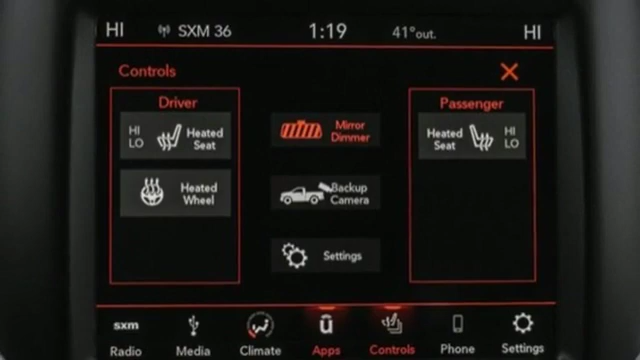 HI SXM 36 1:19 41°out. HI
Controls
Driver
HI
LO
Heated
Seat
Heated
Wheel
Mirror
Dimmer
Backup
Camera
Settings
Passenger
Heated
Seat
HI
LO
sxm
Radio
Media
Climate
ū
Apps
Controls
Phone
Settings